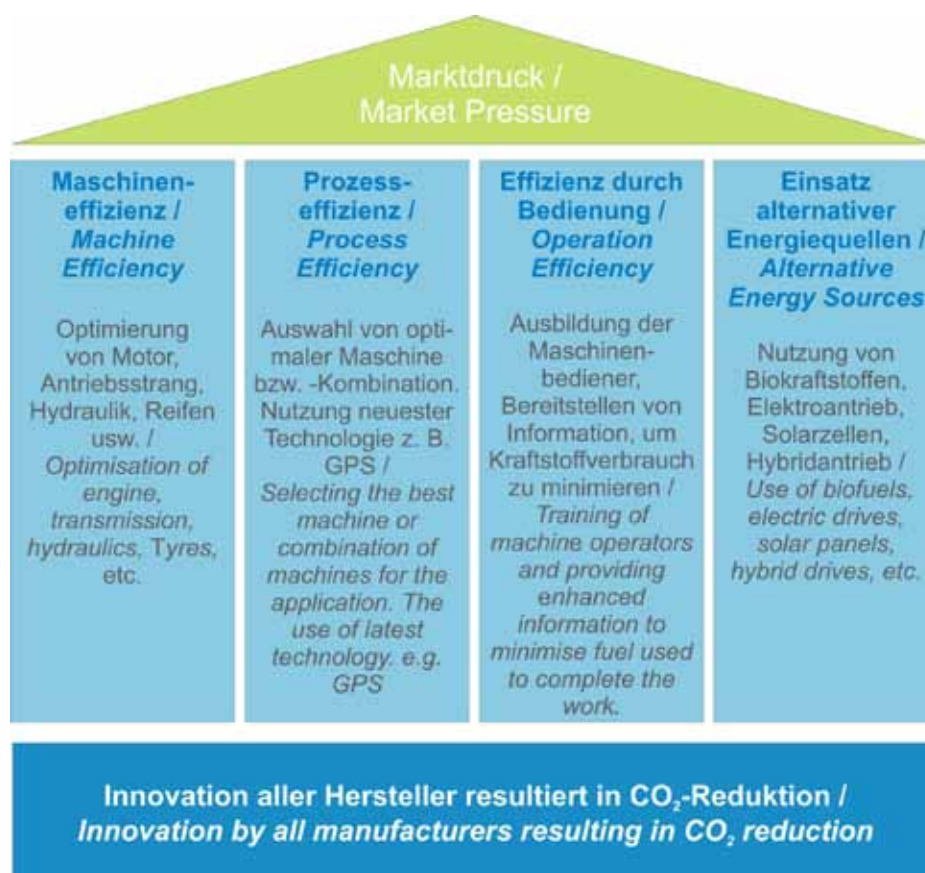 Marktdruck /
Market Pressure
Maschinen-
effizienz /
Machine
Efficiency
Optimierung
von Motor,
Antriebsstrang,
Hydraulik, Reifen
usw. /
Optimisation of
engine,
transmission,
hydraulics, Tyres,
etc.
Prozess-
effizienz /
Process
Efficiency
Auswahl von opti-
maler Maschine
bzw. -Kombination.
Nutzung neuester
Technologie z. B.
GPS /
Selecting the best
machine or
combination of
machines for the
application. The
use of latest
technology. e.g.
GPS
Effizienz durch
Bedienung /
Operation
Efficiency
Ausbildung der
Maschinen-
bediener,
Bereitstellen von
Information, um
Kraftstoffverbrauch
zu minimieren /
Training of
machine operators
and providing
enhanced
information to
minimise fuel used
to complete the
work.
Einsatz
alternativer
Energiequellen /
Alternative
Energy Sources
Nutzung von
Biokraftstoffen,
Elektroantrieb,
Solarzellen,
Hybridantrieb /
Use of biofuels,
electric drives,
solar panels,
hybrid drives, etc.
Innovation aller Hersteller resultiert in CO₂-Reduktion /
Innovation by all manufacturers resulting in CO₂ reduction